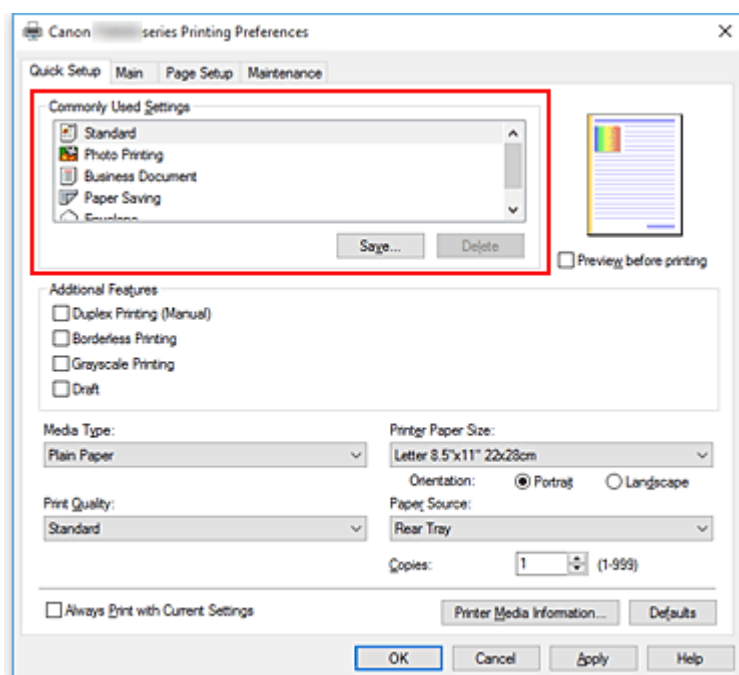 Canon series Printing Preferences
Quick Setup Main Page Setup Maintenance
Commonly Used Settings
Standard
Photo Printing
Business Document
Paper Saving
Envelope
Save... Delete
Preview before printing
Additional Features
Duplex Printing (Manual)
Borderless Printing
Grayscale Printing
Draft
Media Type: Printer Paper Size:
Plain Paper Letter 8.5"x11" 22x28cm
Orientation: Portrait Landscape
Print Quality: Paper Source:
Standard Rear Tray
Copies: 1 (1-999)
Always Print with Current Settings Printer Media Information... Defaults
OK Cancel Apply Help